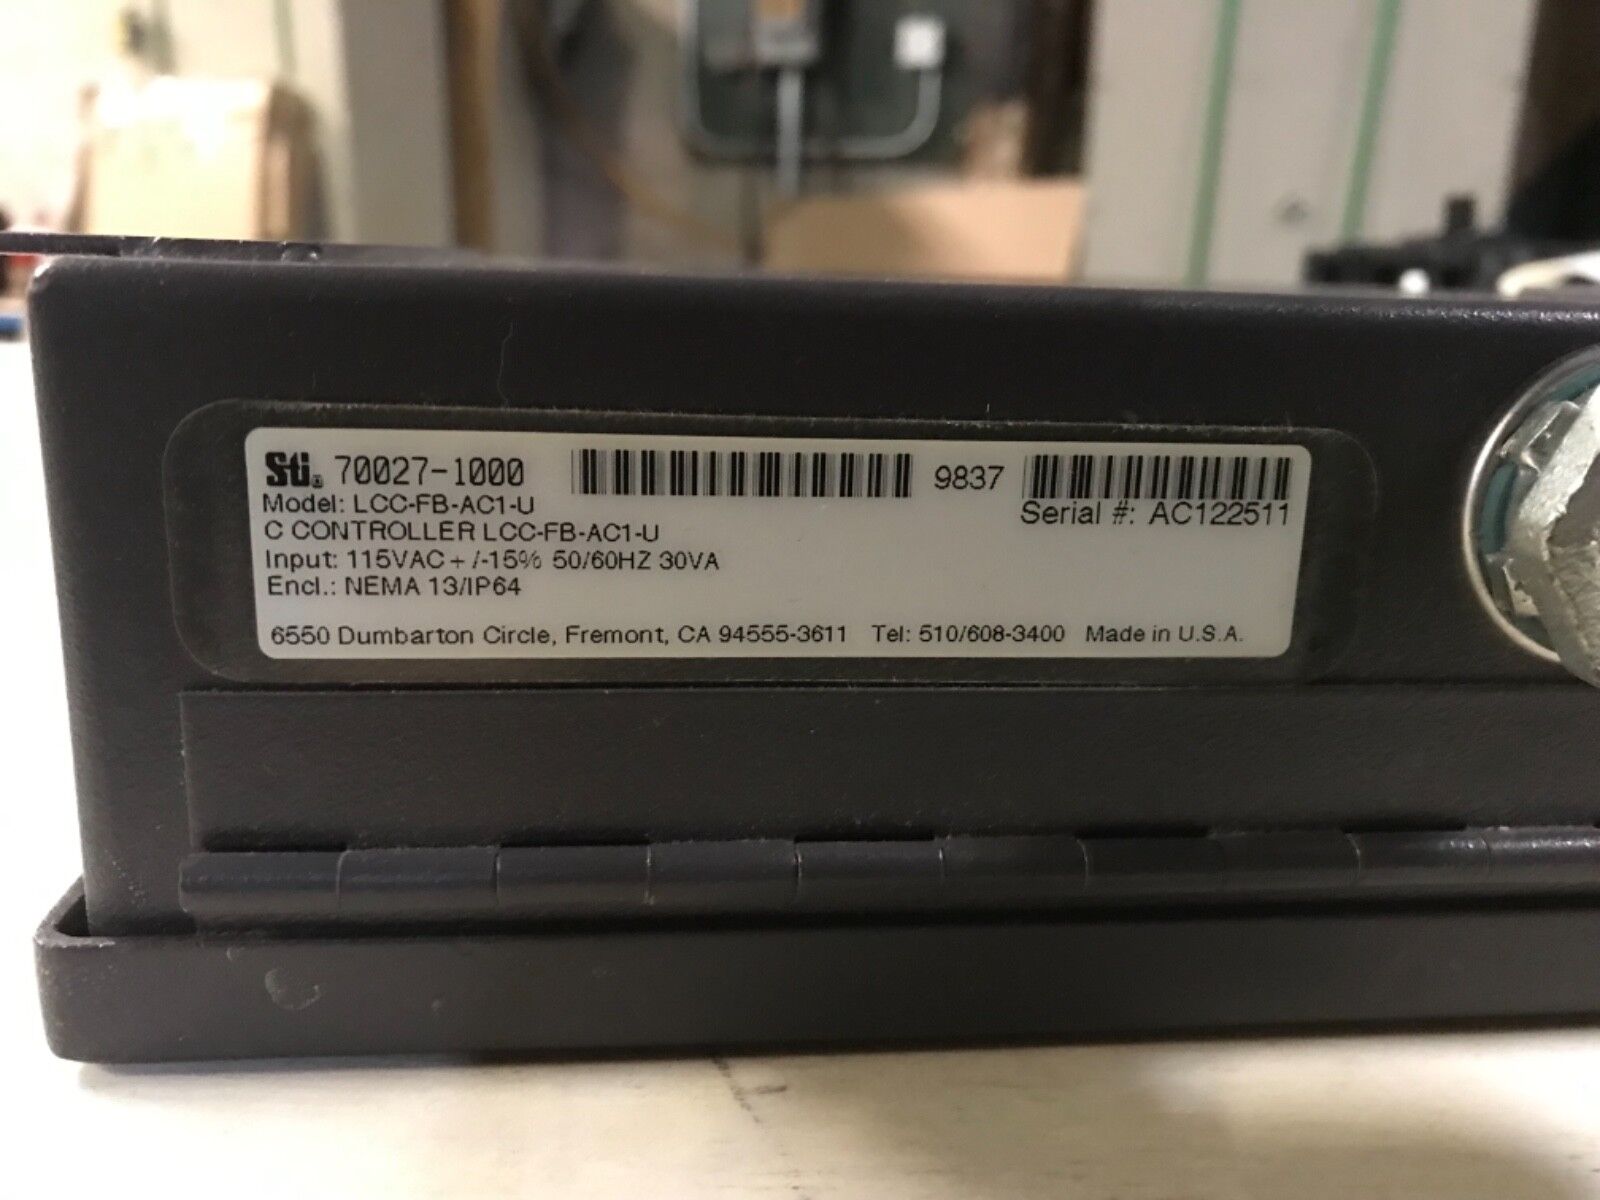 Sti® 70027-1000 9837
Model: LCC-FB-AC1-U Serial #: AC122511
C CONTROLLER LCC-FB-AC1-U
Input: 115VAC + /-15% 50/60HZ 30VA
Encl.: NEMA 13/IP64
6550 Dumbarton Circle, Fremont, CA 94555-3611 Tel: 510/608-3400 Made in U.S.A.